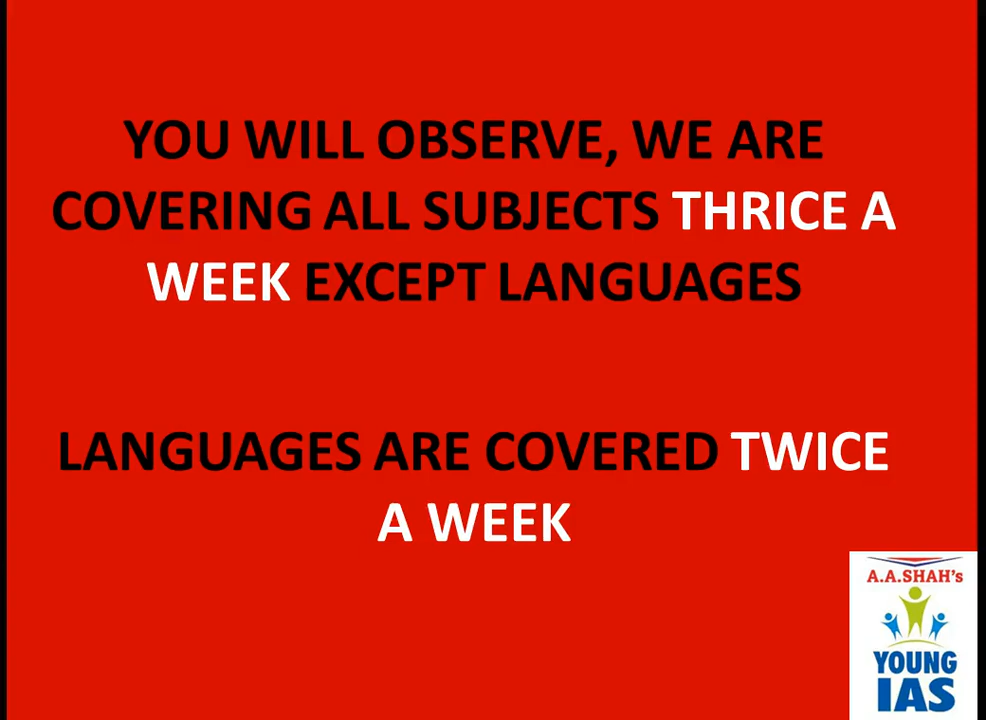 YOU WILL OBSERVE, WE ARE
COVERING ALL SUBJECTS THRICE A
WEEK EXCEPT LANGUAGES
LANGUAGES ARE COVERED TWICE
A WEEK
A.A.SHAH's
YOUNG
IAS